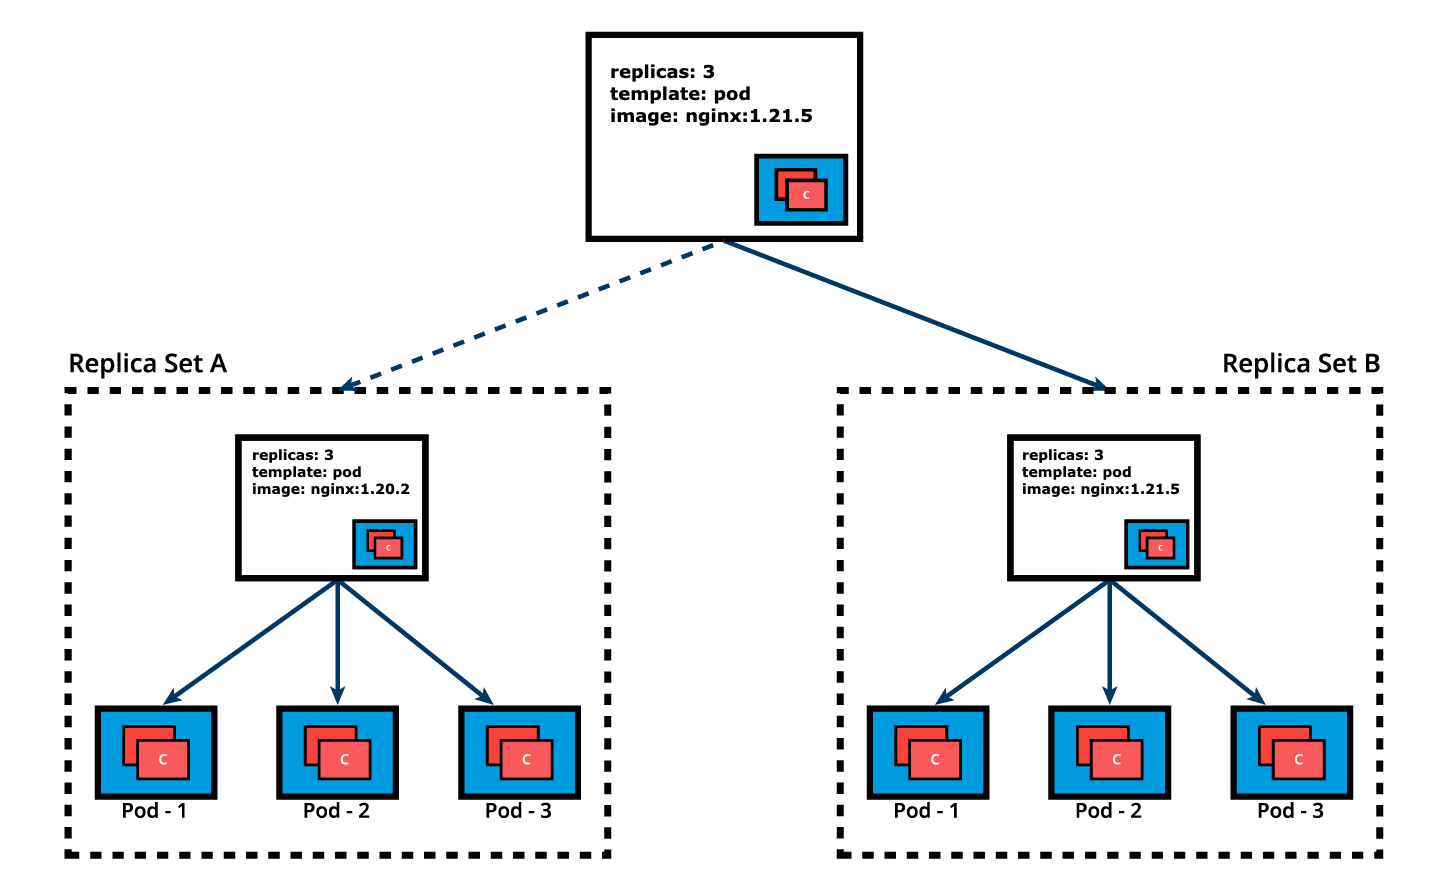 replicas: 3
template: pod
image: nginx:1.21.5
C
Replica Set A
replicas: 3
template: pod
image: nginx:1.20.2
C
C
C
C
Pod - 1
Pod - 2
Pod - 3
Replica Set B
replicas: 3
template: pod
image: nginx:1.21.5
C
C
C
C
Pod - 1
Pod - 2
Pod - 3